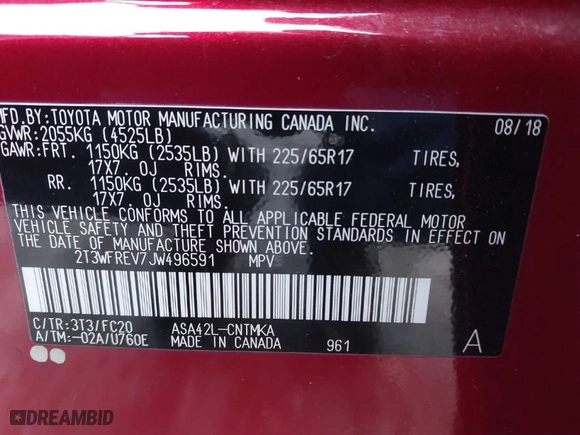 MFD.BY:TOYOTA MOTOR MANUFACTURING CANADA INC. 08/18
GVWR:2055KG (4525LB)
GAWR:FRT. 1150KG (2535LB) WITH 225/65R17 TIRES,
17X7.0J RIMS.
RR. 1150KG (2535LB) WITH 225/65R17 TIRES,
17X7.0J RIMS.
THIS VEHICLE CONFORMS TO ALL APPLICABLE FEDERAL MOTOR
VEHICLE SAFETY AND THEFT PREVENTION STANDARDS IN EFFECT ON
THE DATE OF MANUFACTURE SHOWN ABOVE.
2T3WFREV7JW496591 MPV
C/TR:3T3/FC20 ASA42L-CNTMKA
A/TM:-02A/U760E MADE IN CANADA 961 A
DREAMBID